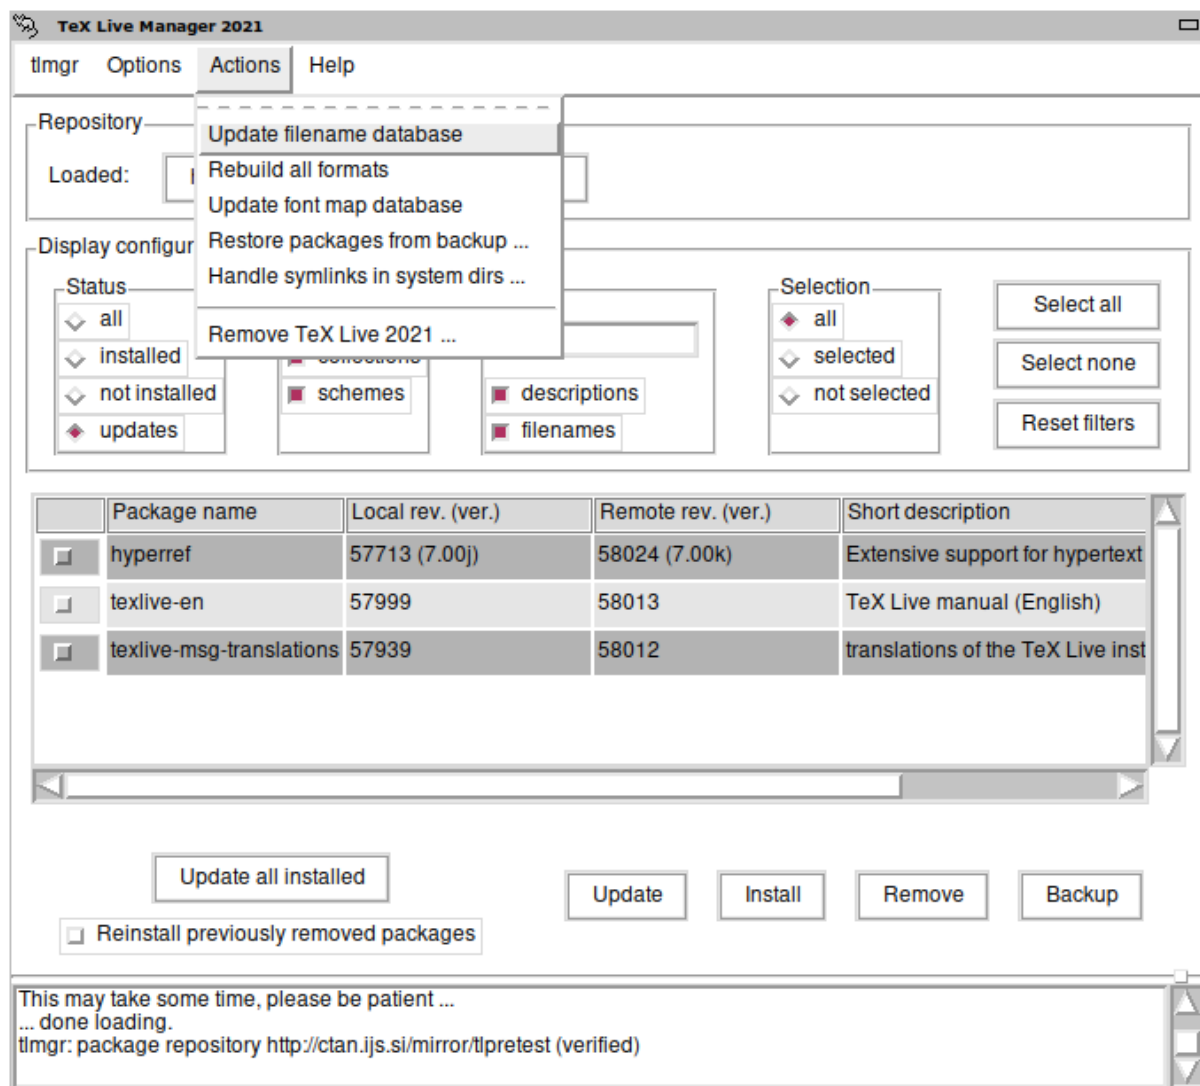 TeX Live Manager 2021
tlmgr Options Actions Help
Repository
Loaded:
Update filename database
Rebuild all formats
Update font map database
Restore packages from backup ...
Handle symlinks in system dirs ...
Remove TeX Live 2021 ...
Display configur
Status
all
installed
not installed
updates
collections
schemes
descriptions
filenames
Selection
all
selected
not selected
Select all
Select none
Reset filters
Package name Local rev. (ver.) Remote rev. (ver.) Short description
hyperref 57713 (7.00j) 58024 (7.00k) Extensive support for hypertext
texlive-en 57999 58013 TeX Live manual (English)
texlive-msg-translations 57939 58012 translations of the TeX Live inst
Update all installed
Reinstall previously removed packages
Update Install Remove Backup
This may take some time, please be patient ...
... done loading.
tlmgr: package repository http://ctan.ijs.si/mirror/tlpretest (verified)